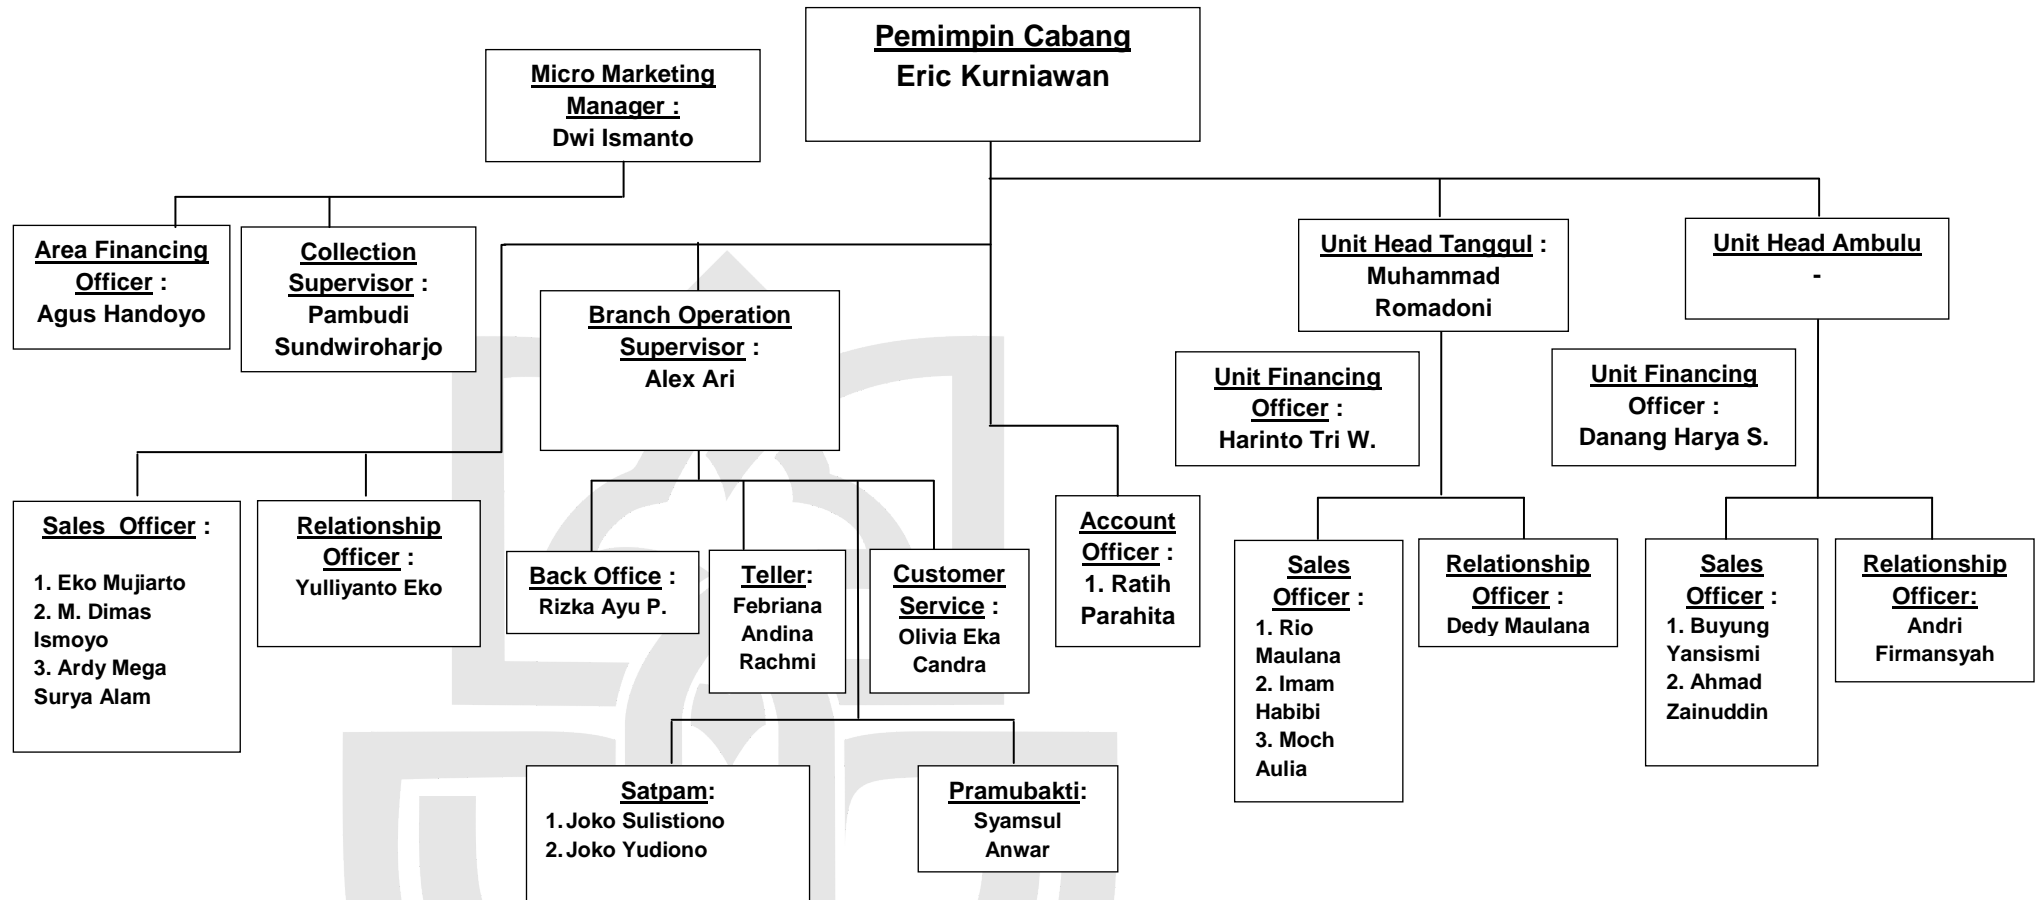 Pemimpin Cabang
Eric Kurniawan
Micro Marketing
Manager :
Dwi Ismanto
Area Financing
Officer :
Agus Handoyo
Collection
Supervisor :
Pambudi
Sundwiroharjo
Branch Operation
Supervisor :
Alex Ari
Unit Head Tanggul :
Muhammad
Romadoni
Unit Head Ambulu
-
Unit Financing
Officer :
Harinto Tri W.
Unit Financing
Officer :
Danang Harya S.
Sales Officer :
1. Eko Mujiarto
2. M. Dimas
Ismoyo
3. Ardy Mega
Surya Alam
Relationship
Officer :
Yulliyanto Eko
Back Office :
Rizka Ayu P.
Teller:
Febriana
Andina
Rachmi
Customer
Service :
Olivia Eka
Candra
Account
Officer :
1. Ratih
Parahita
Sales
Officer :
1. Rio
Maulana
2. Imam
Habibi
3. Moch
Aulia
Relationship
Officer :
Dedy Maulana
Sales
Officer :
1. Buyung
Yansismi
2. Ahmad
Zainuddin
Relationship
Officer:
Andri
Firmansyah
Satpam:
1. Joko Sulistiono
2. Joko Yudiono
Pramubakti:
Syamsul
Anwar